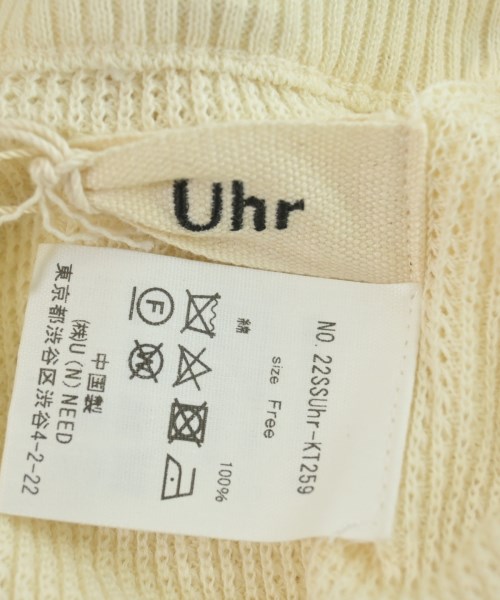 Uhr
NO. 22SSUhr-KT259
size Free
綿 100%
F
W
中国製
㈱U(N)NEED
東京都渋谷区渋谷4-2-22